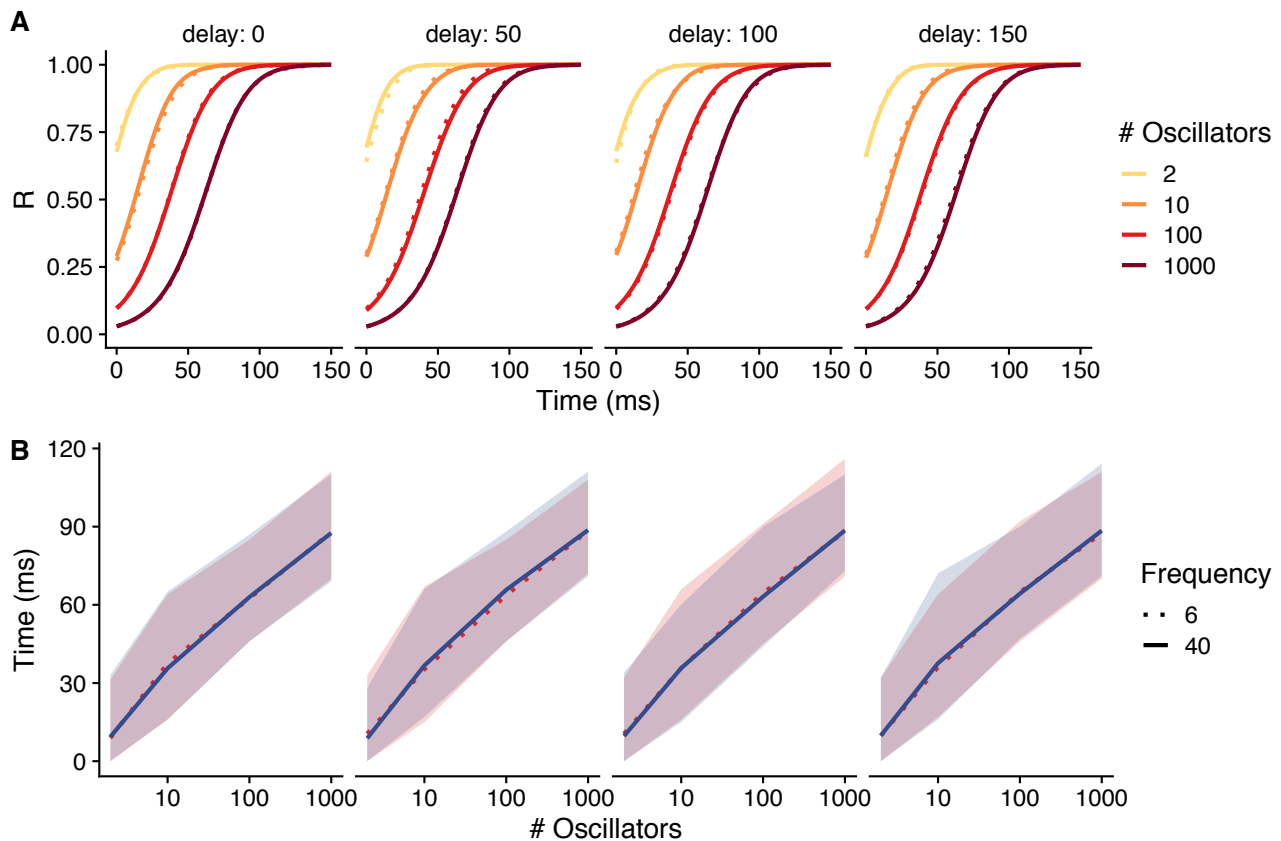 A
delay: 0 delay: 50 delay: 100 delay: 150
1.00
0.75
0.50
0.25
0.00
R
0 50 100 150 0 50 100 150 0 50 100 150 0 50 100 150
Time (ms)
# Oscillators
2
10
100
1000
B
120
90
60
30
0
Time (ms)
10 100 1000 10 100 1000 10 100 1000 10 100 1000
# Oscillators
Frequency
6
40